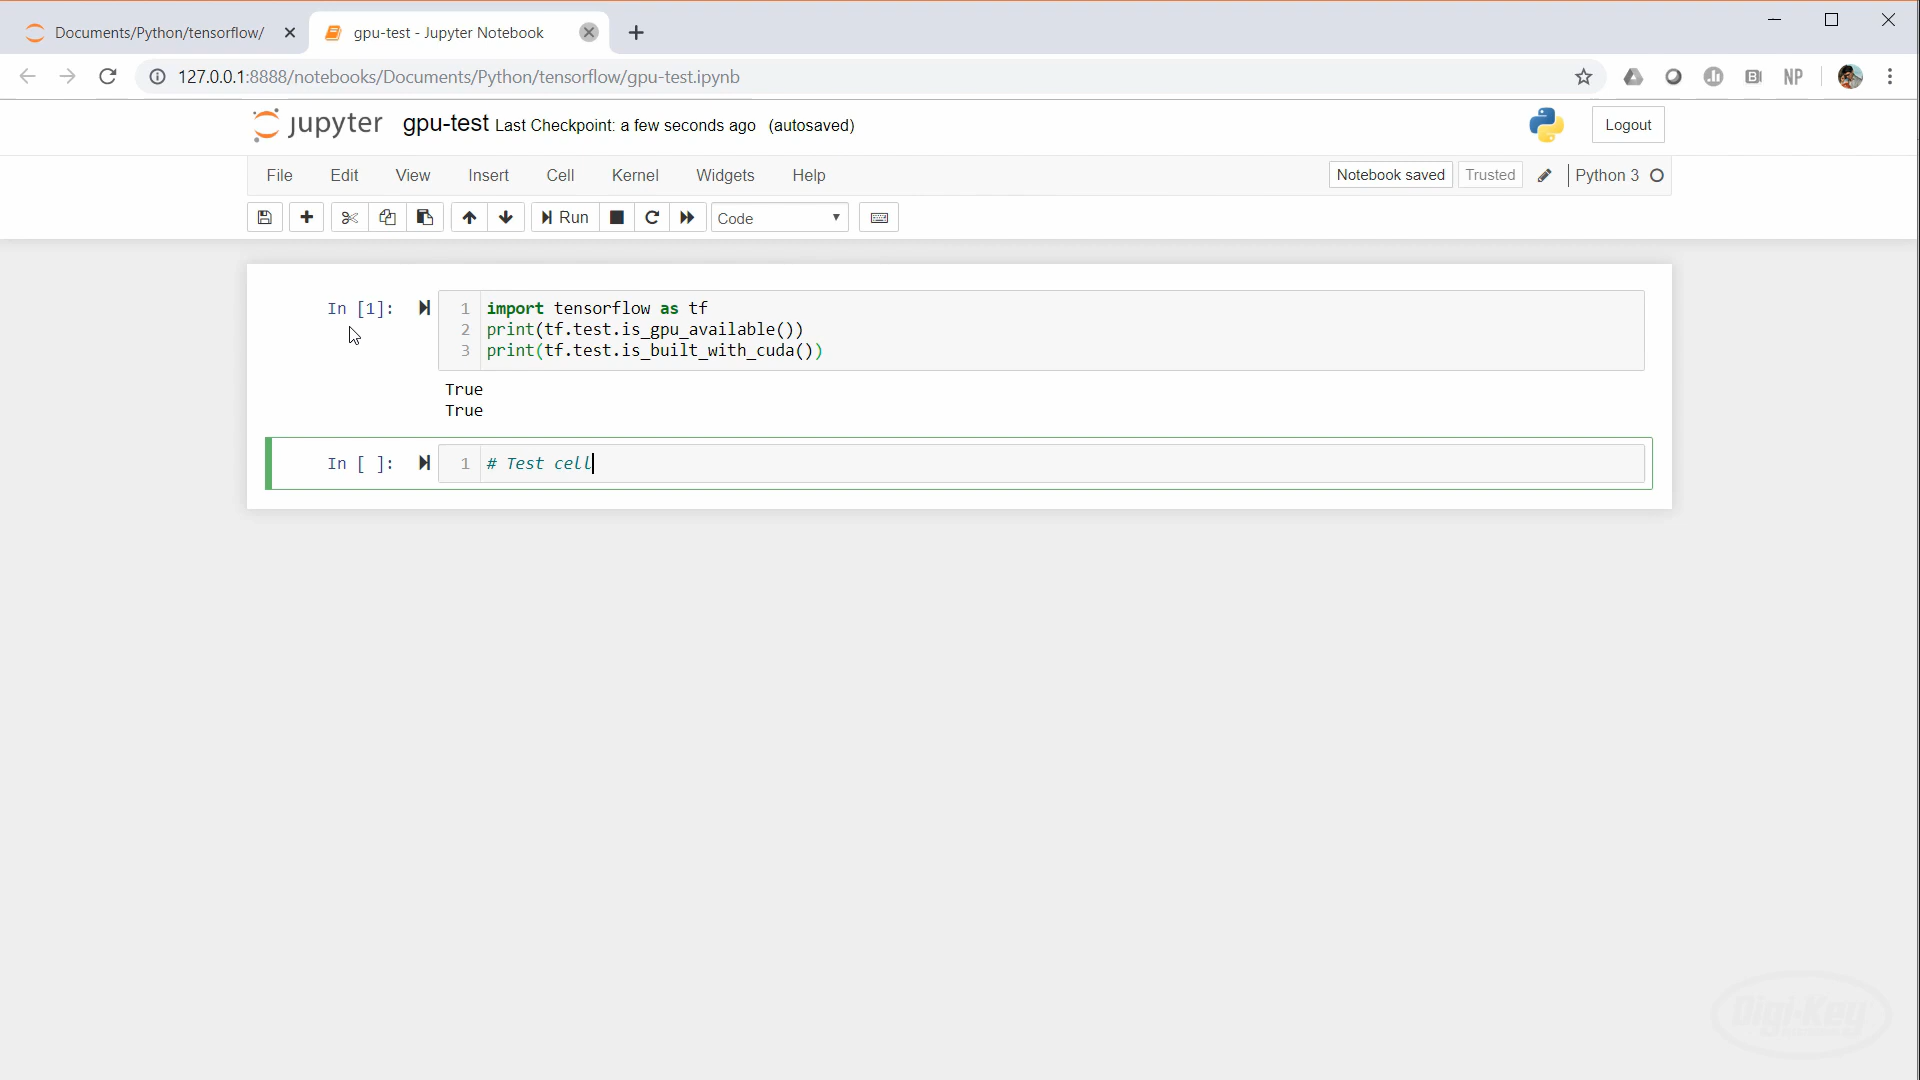 Documents/Python/tensorflow/
gpu-test - Jupyter Notebook
127.0.0.1:8888/notebooks/Documents/Python/tensorflow/gpu-test.ipynb
NP
jupyter gpu-test Last Checkpoint: a few seconds ago (autosaved)
Logout
File Edit View Insert Cell Kernel Widgets Help
Notebook saved Trusted Python 3
Run Code
In [1]:
1 import tensorflow as tf
2 print(tf.test.is_gpu_available())
3 print(tf.test.is_built_with_cuda())
True
True
In [ ]: 1 # Test cell
Digi-Key